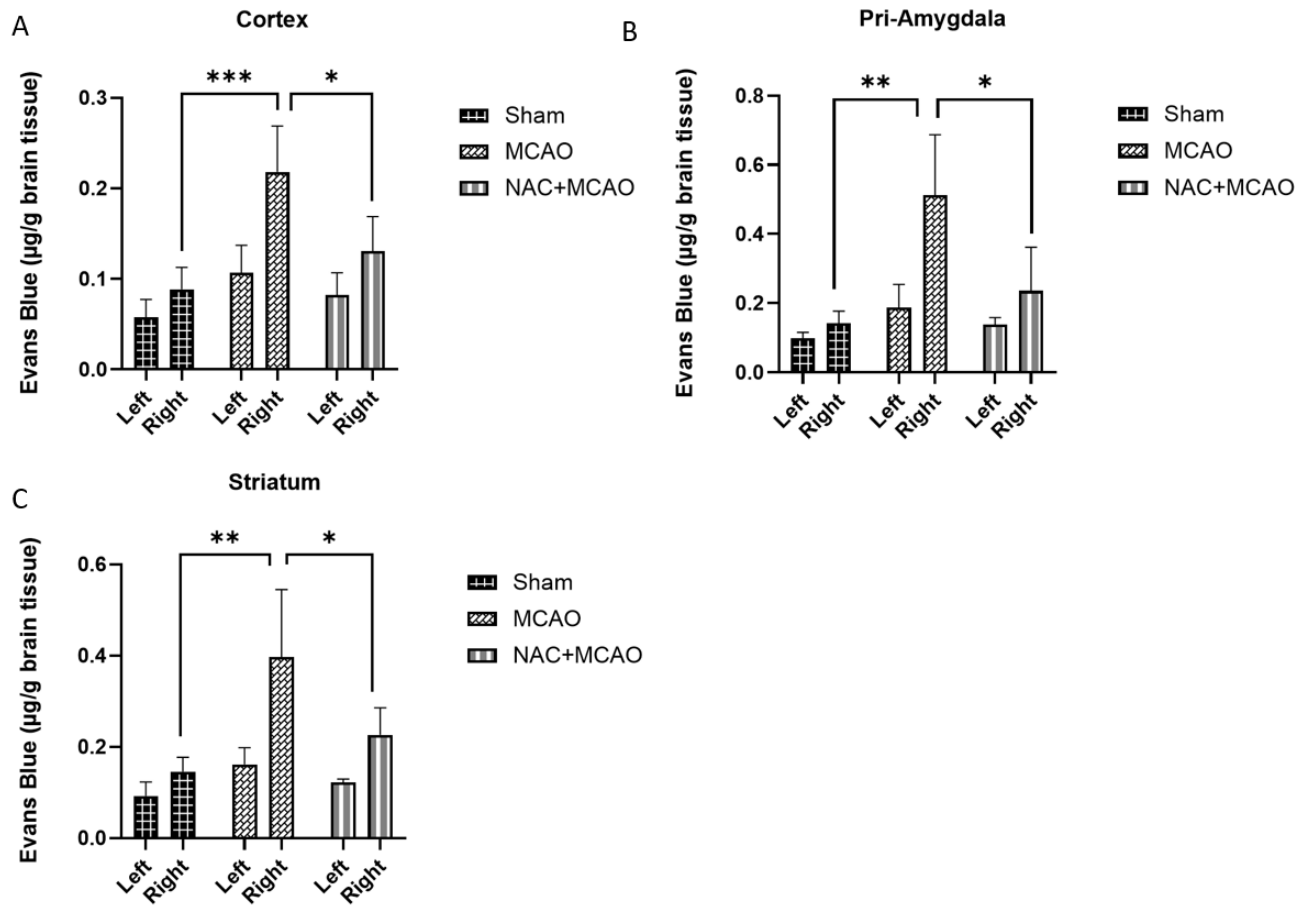 A
Cortex
Evans Blue (µg/g brain tissue)
0.3
0.2
0.1
0.0
***
*
Left
Right
Left
Right
Left
Right
Sham
MCAO
NAC+MCAO
B
Pri-Amygdala
Evans Blue (µg/g brain tissue)
0.8
0.6
0.4
0.2
0.0
**
*
Left
Right
Left
Right
Left
Right
Sham
MCAO
NAC+MCAO
C
Striatum
Evans Blue (µg/g brain tissue)
0.6
0.4
0.2
0.0
**
*
Left
Right
Left
Right
Left
Right
Sham
MCAO
NAC+MCAO